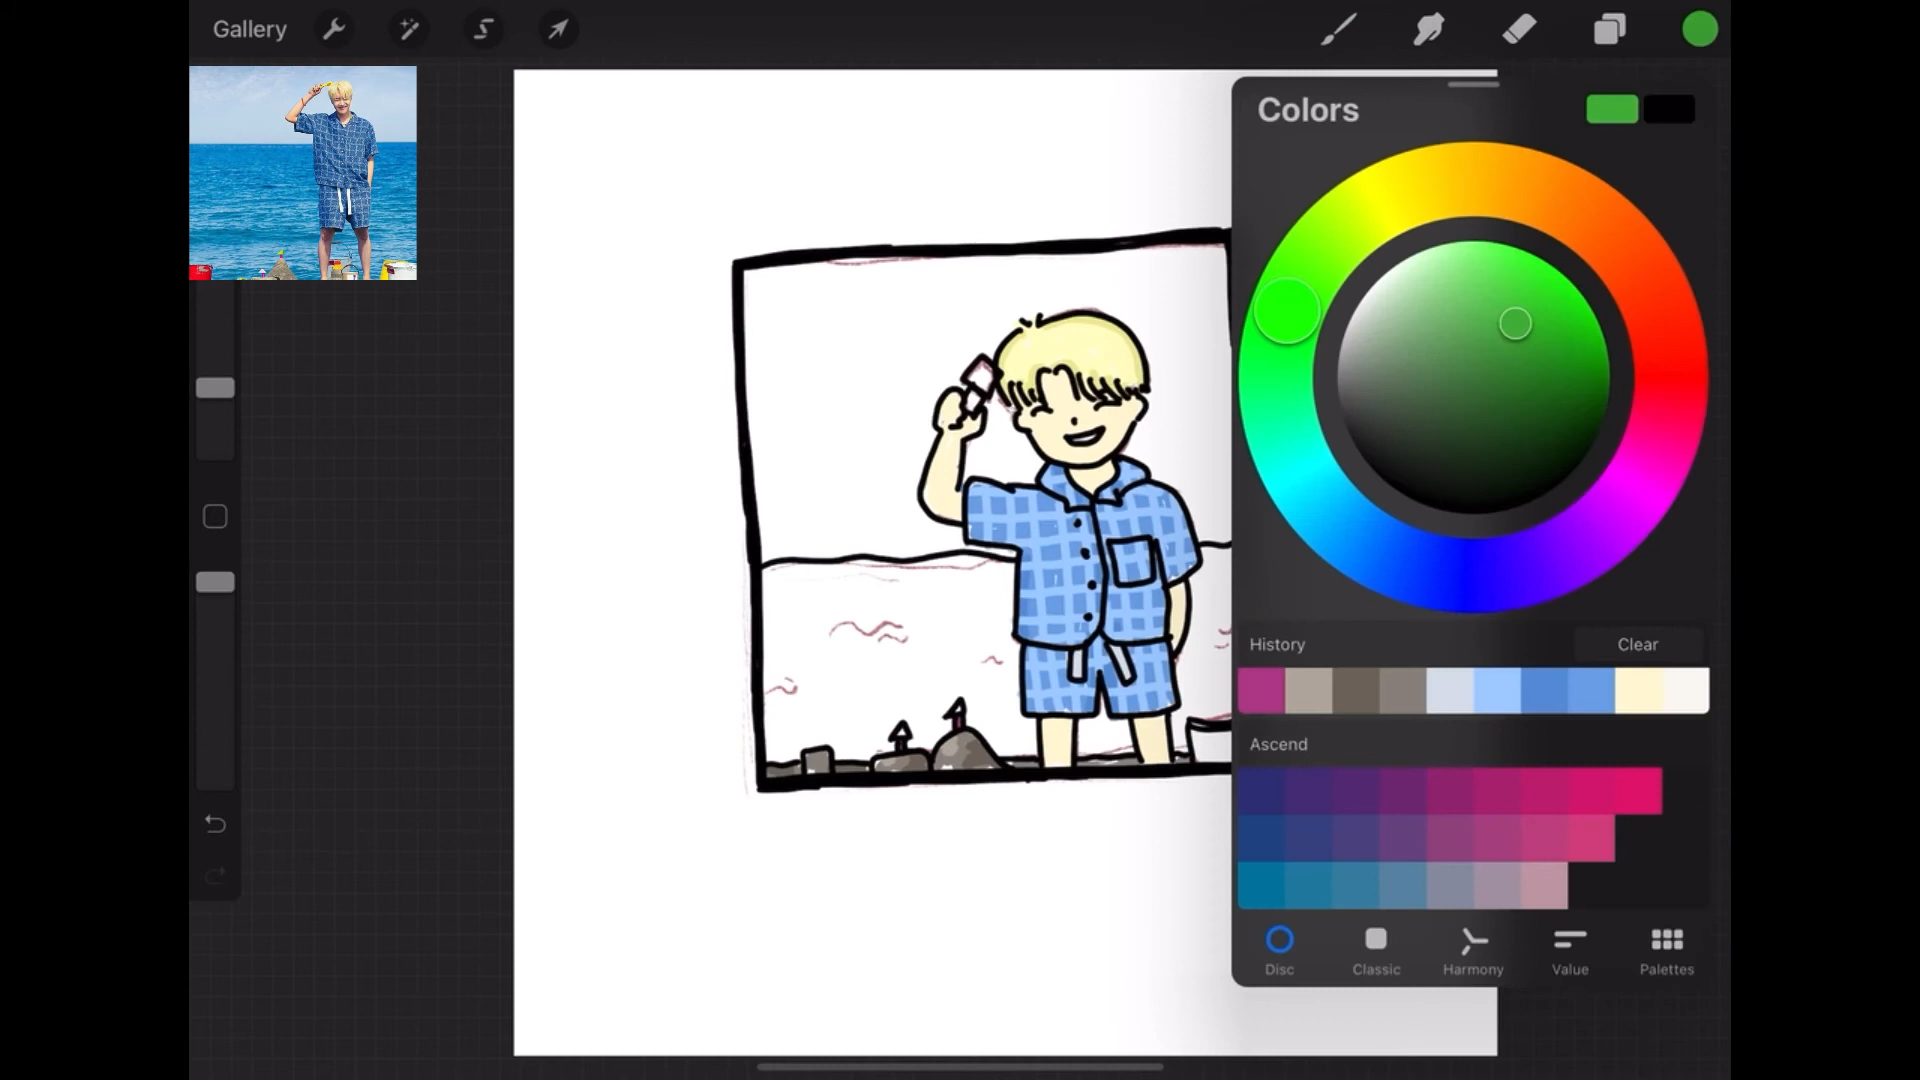 Gallery
Colors
History
Clear
Ascend
Disc
Classic
Harmony
Value
Palettes